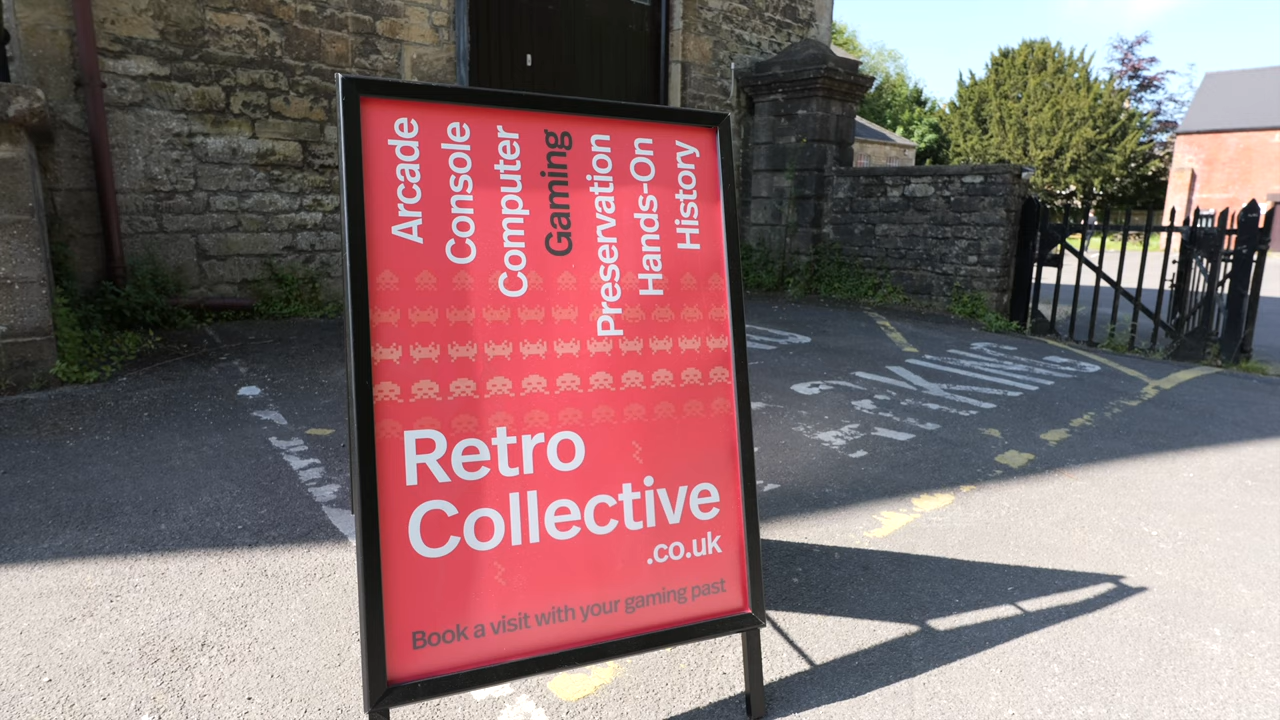 Arcade
Console
Computer
Gaming
Preservation
Hands-On
History
Retro
Collective
.co.uk
Book a visit with your gaming past